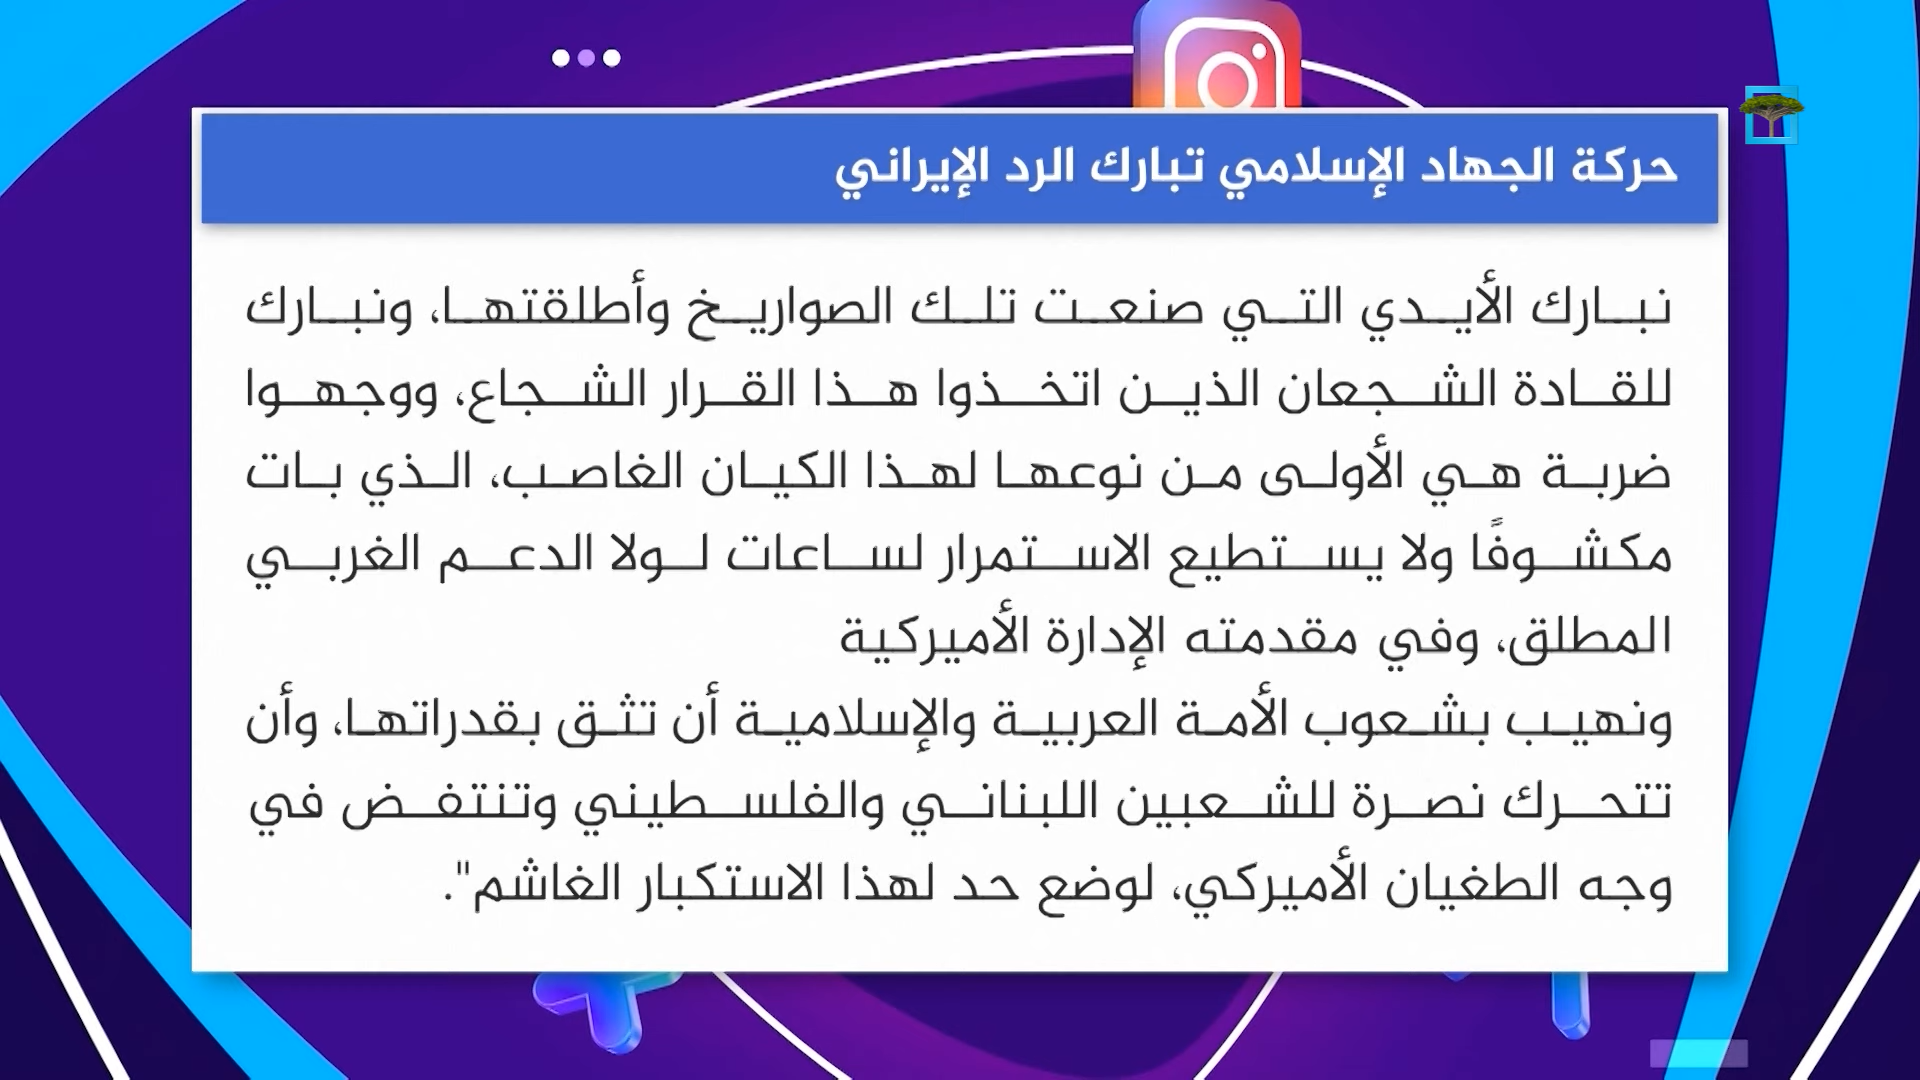 حركة الجهاد الإسلامي تبارك الرد الإيراني
نبارك الأيدي التي صنعت تلك الصواريخ وأطلقتها، ونبارك
للقادة الشجعان الذين اتخذوا هذا القرار الشجاع، ووجهوا
ضربة هي الأولى من نوعها لهذا الكيان الغاصب، الذي بات
مكشوفًا ولا يستطيع الاستمرار لساعات لولا الدعم الغربي
المطلق، وفي مقدمته الإدارة الأميركية
ونهيب بشعوب الأمة العربية والإسلامية أن تثق بقدراتها، وأن
تتحرك نصرة للشعبين اللبناني والفلسطيني وتنتفض في
وجه الطغيان الأميركي، لوضع حد لهذا الاستكبار الغاشم".